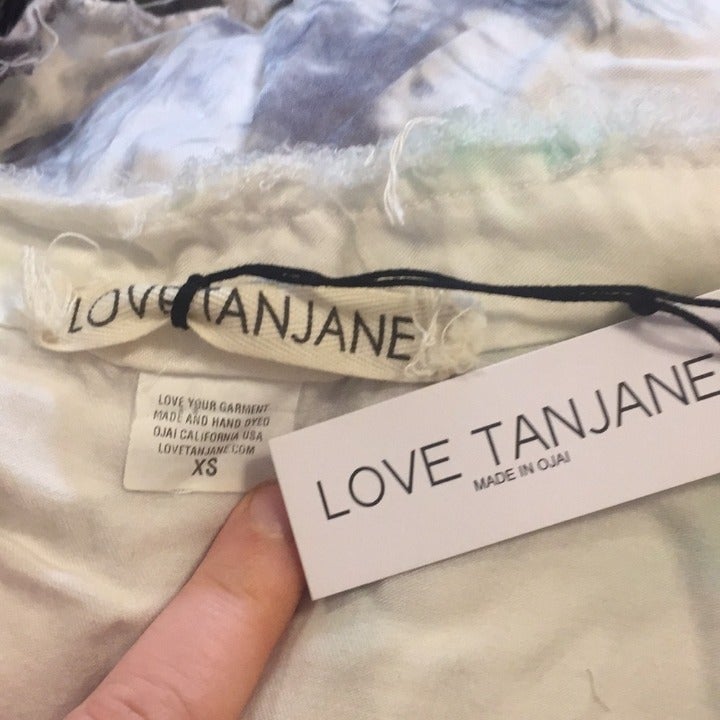 LOVE TANJANE
LOVE YOUR GARMENT
MADE AND HAND DYED
OJAI CALIFORNIA USA
LOVETANJANE.COM
XS
LOVE TANJANE
MADE IN OJAI